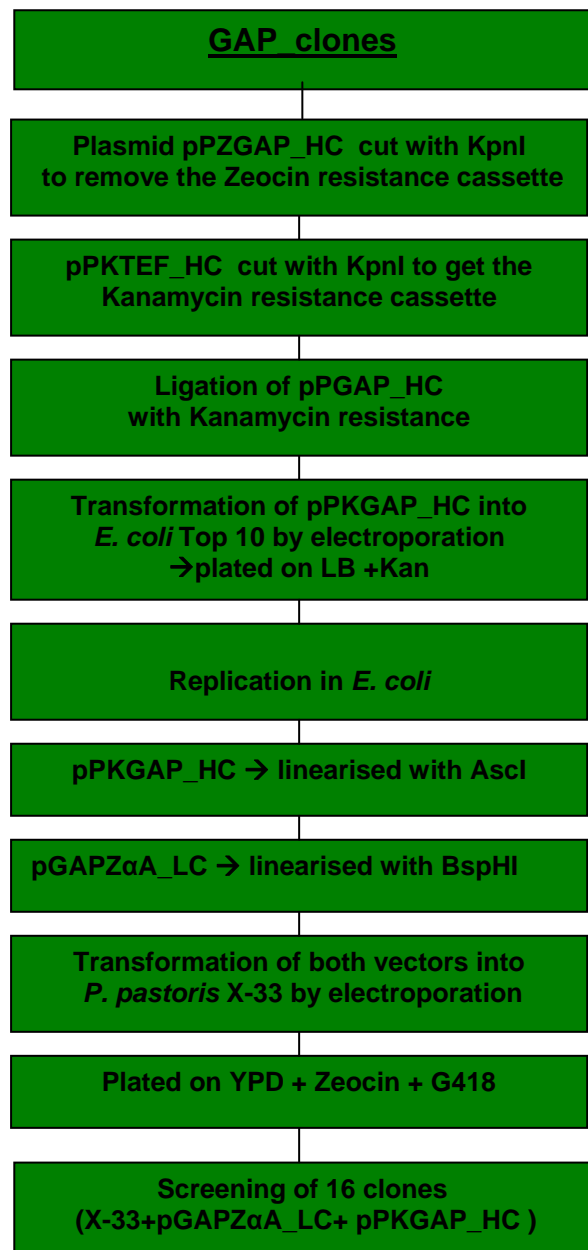 GAP_clones
Plasmid pPZGAP_HC cut with KpnI
to remove the Zeocin resistance cassette
pPKTEF_HC cut with KpnI to get the
Kanamycin resistance cassette
Ligation of pPGAP_HC
with Kanamycin resistance
Transformation of pPKGAP_HC into
E. coli Top 10 by electroporation
→plated on LB +Kan
Replication in E. coli
pPKGAP_HC → linearised with AscI
pGAPZαA_LC → linearised with BspHI
Transformation of both vectors into
P. pastoris X-33 by electroporation
Plated on YPD + Zeocin + G418
Screening of 16 clones
(X-33+pGAPZαA_LC+ pPKGAP_HC )